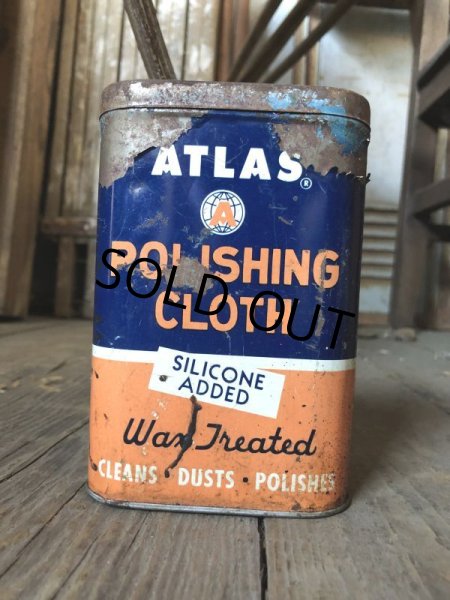 ATLAS®
A
POLISHING
CLOTH
SOLD OUT
SILICONE
ADDED
Wax Treated
CLEANS • DUSTS • POLISHES